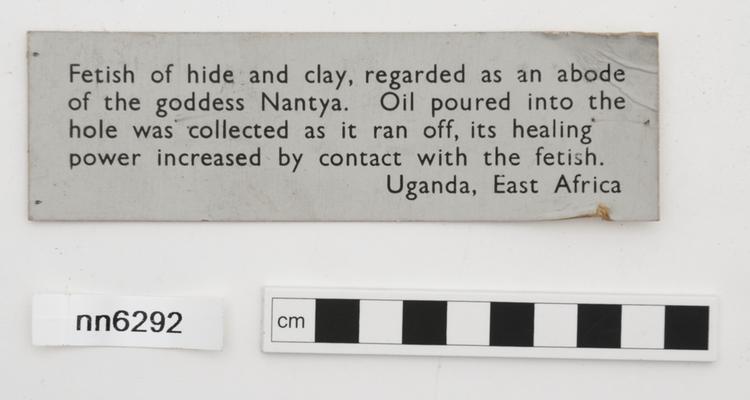 Fetish of hide and clay, regarded as an abode
of the goddess Nantya. Oil poured into the
hole was collected as it ran off, its healing
power increased by contact with the fetish.
Uganda, East Africa
nn6292
cm